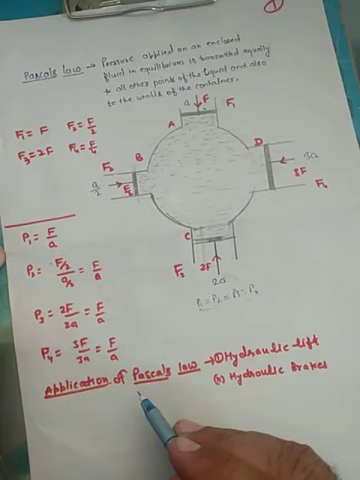 ①
Pascals law → Pressure applied on an enclosed
fluid in equilibrium is transmitted equally
to all other points of the liquid and also
to the walls of the container.
F₁ = F F₂ = F/2
F₃ = 2F F₄ = F/4
a F F₁
A
B
D
F₂
a/2 F/2
3a
3F
F₄
C
F₃ 2F
2a
P₁ = P₂ = P₃ = P₄
P₁ = F/a
P₂ = F/2 / a/2 = F/a
P₃ = 2F/2a = F/a
P₄ = 3F/3a = F/a
Application of Pascals law → (i) Hydraulic lift
(ii) Hydraulic Brakes